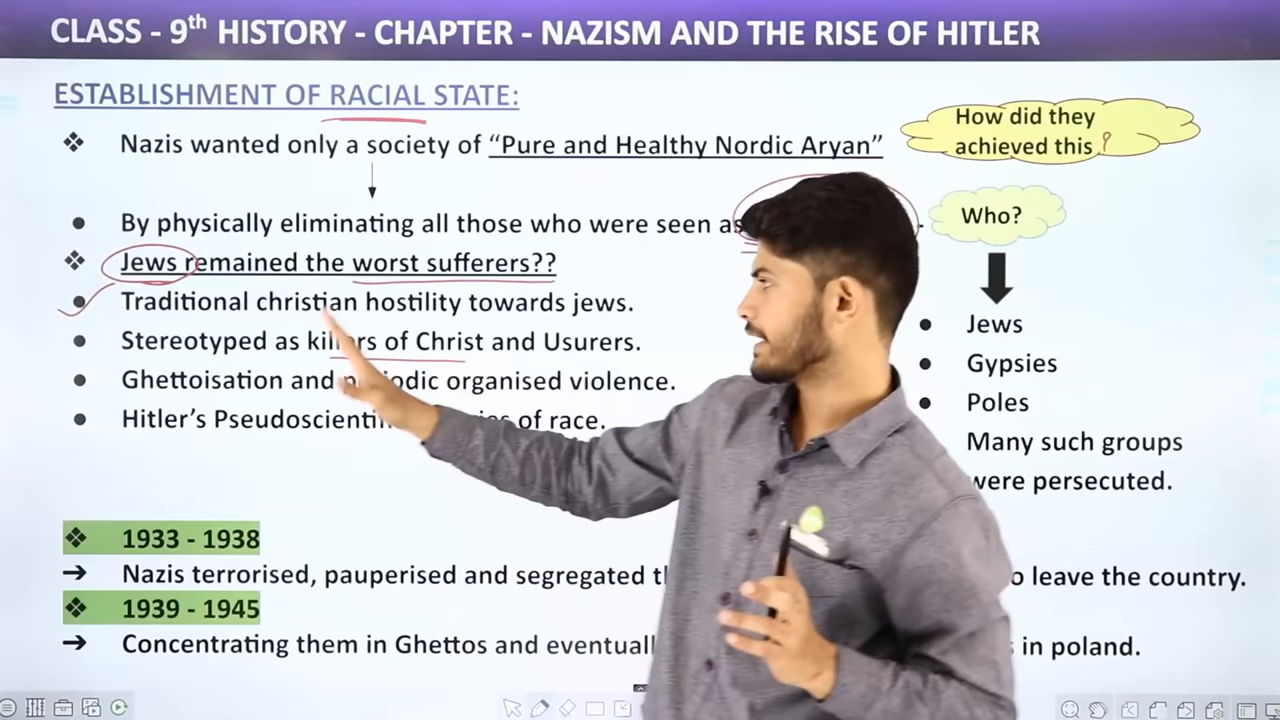 CLASS - 9th HISTORY - CHAPTER - NAZISM AND THE RISE OF HITLER
ESTABLISHMENT OF RACIAL STATE:
❖ Nazis wanted only a society of "Pure and Healthy Nordic Aryan"
• By physically eliminating all those who were seen as
❖ Jews remained the worst sufferers??
• Traditional christian hostility towards jews.
• Stereotyped as killers of Christ and Usurers.
• Ghettoisation and periodic organised violence.
• Hitler's of race.
❖ 1933 - 1938
→ Nazis terrorised, pauperised and segregated leave the country.
❖ 1939 - 1945
→ Concentrating them in Ghettos and in poland.
How did they
achieved this ?
Who?
• Jews
• Gypsies
• Poles
Many such groups
were persecuted.